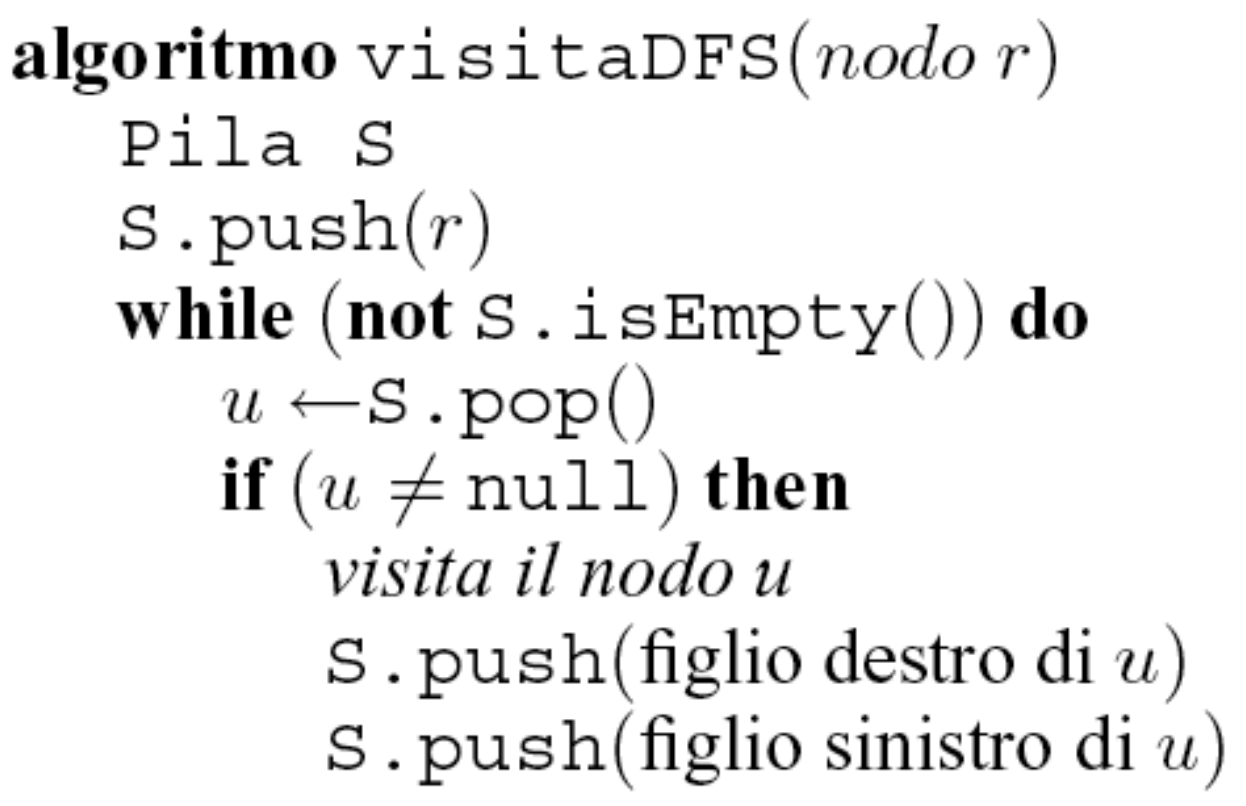 algoritmo visitaDFS(nodo r)
Pila S
S.push(r)
while (not S.isEmpty()) do
u ←S.pop()
if (u ≠ null) then
visita il nodo u
S.push(figlio destro di u)
S.push(figlio sinistro di u)